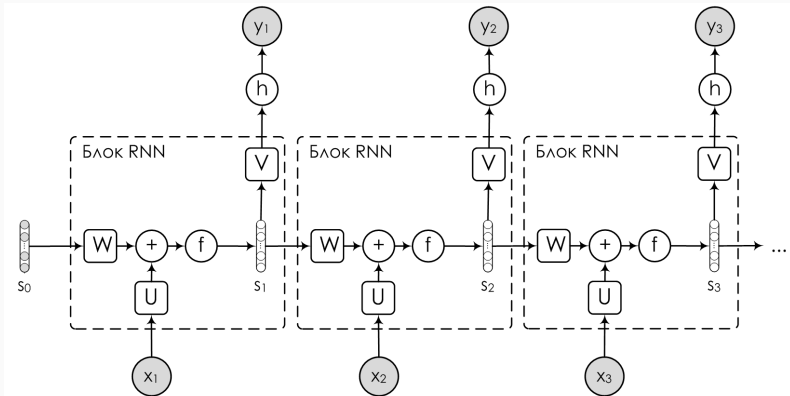 y1 y2 y3
h h h
Блок RNN Блок RNN Блок RNN
V V V
W + f W + f W + f ...
s0 s1 s2 s3
U U U
x1 x2 x3